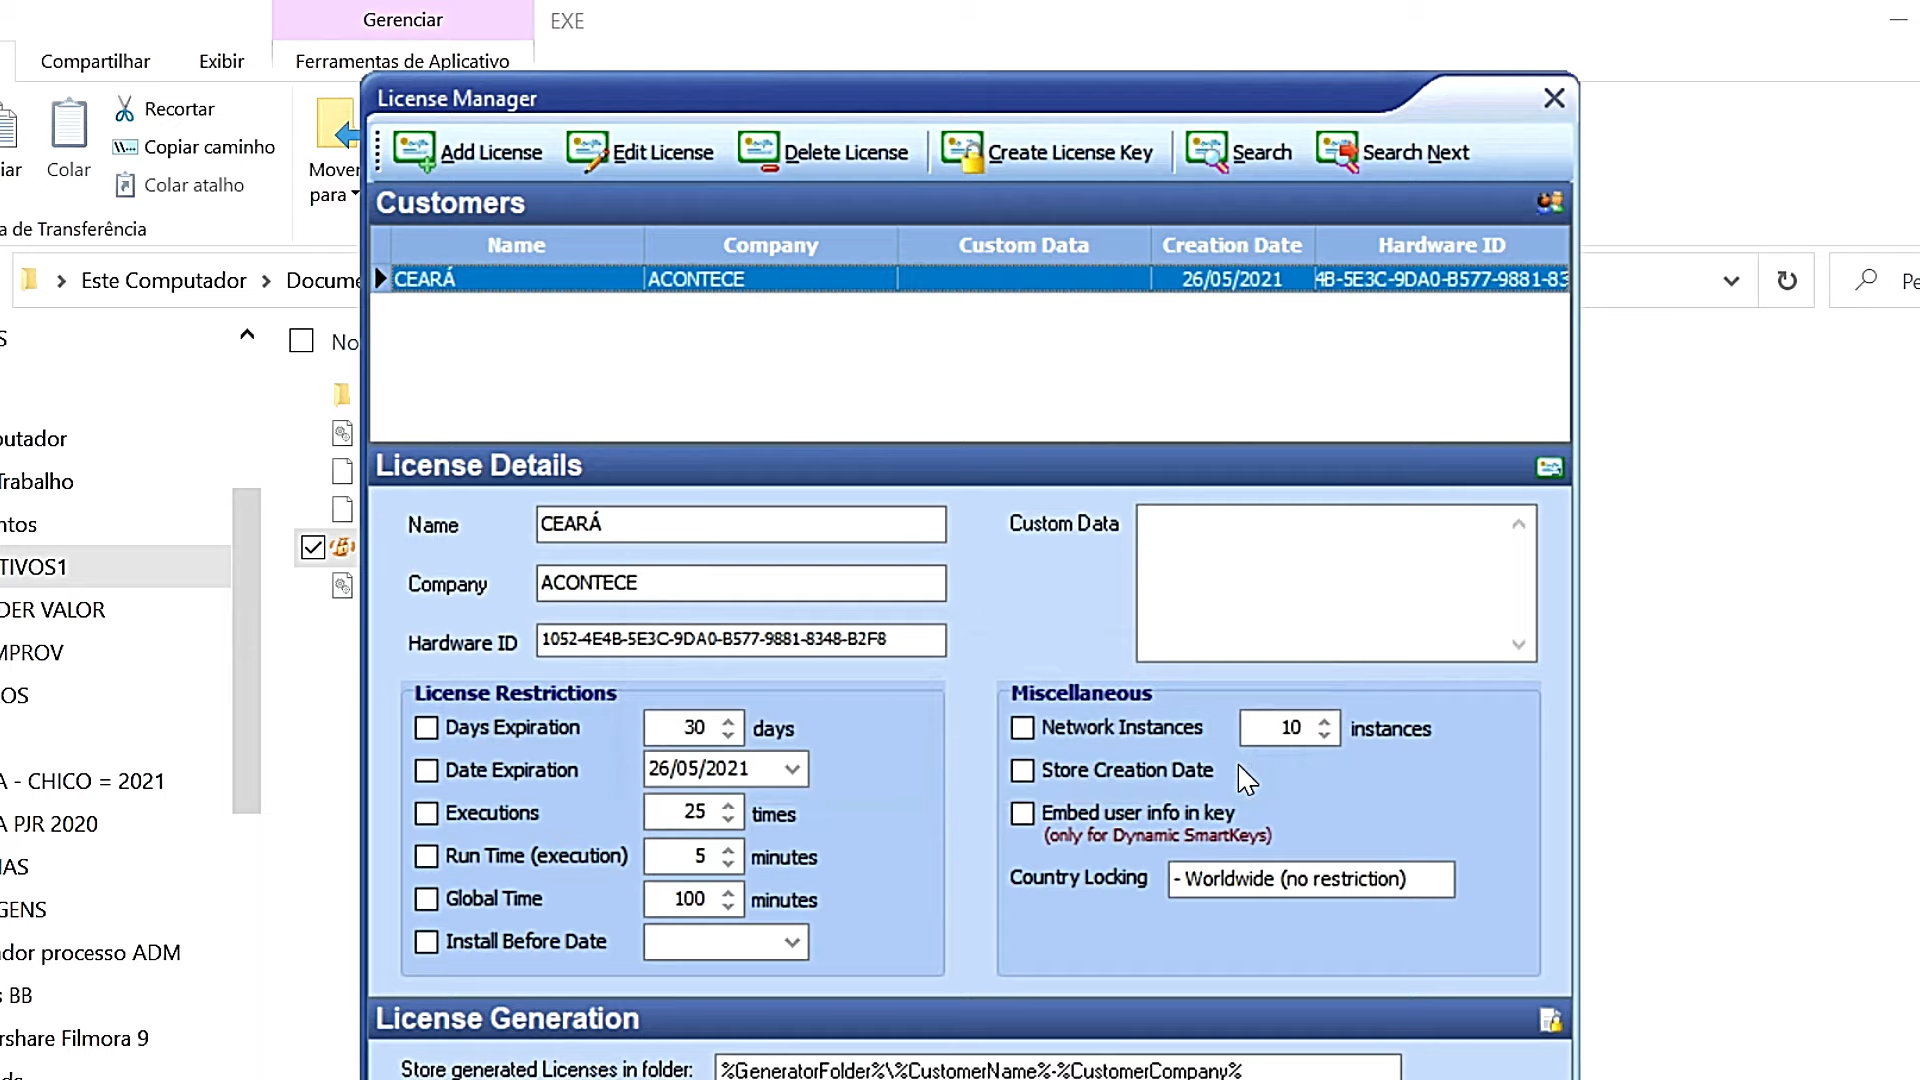 Gerenciar
EXE
Compartilhar
Exibir
Ferramentas de Aplicativo
Recortar
Copiar caminho
Colar atalho
iar
Colar
Mover
para
a de Transferência
Este Computador
Docume
Pe
S
No
putador
Trabalho
ntos
TIVOS1
DER VALOR
MPROV
OS
A - CHICO = 2021
A PJR 2020
IAS
GENS
ador processo ADM
s BB
rshare Filmora 9
License Manager
Add License
Edit License
Delete License
Create License Key
Search
Search Next
Customers
Name Company Custom Data Creation Date Hardware ID
CEARÁ ACONTECE 26/05/2021 4B-5E3C-9DA0-B577-9881-83
License Details
Name CEARÁ
Company ACONTECE
Hardware ID 1052-4E4B-5E3C-9DA0-B577-9881-8348-B2F8
Custom Data
License Restrictions
Days Expiration 30 days
Date Expiration 26/05/2021
Executions 25 times
Run Time (execution) 5 minutes
Global Time 100 minutes
Install Before Date
Miscellaneous
Network Instances 10 instances
Store Creation Date
Embed user info in key
(only for Dynamic SmartKeys)
Country Locking - Worldwide (no restriction)
License Generation
Store generated Licenses in folder: %GeneratorFolder%\%CustomerName%-%CustomerCompany%